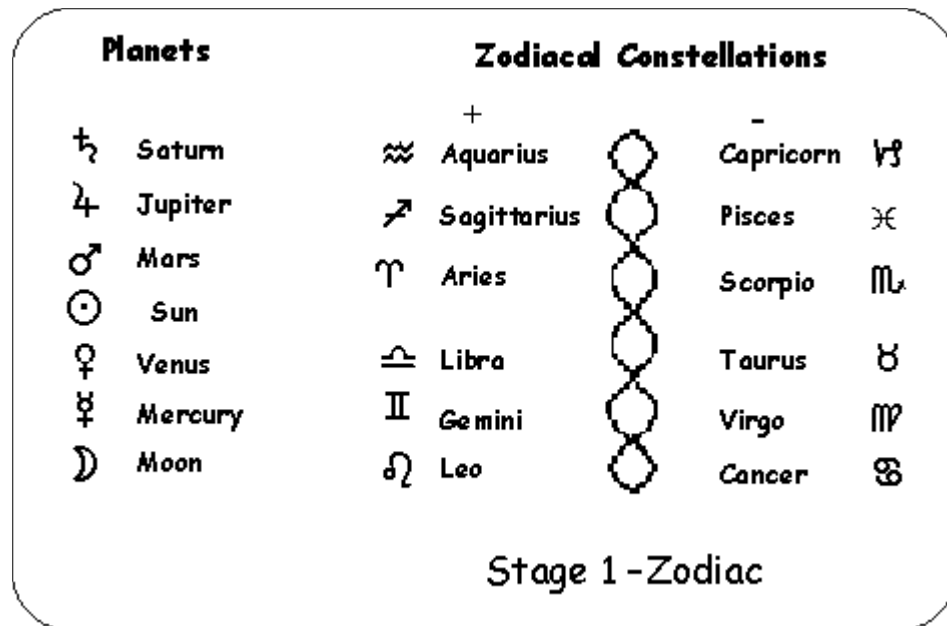 Planets
Zodiacal Constellations
+ -
♄ Saturn ♒ Aquarius Capricorn ♑
♃ Jupiter ♐ Sagittarius Pisces ♓
♂ Mars ♈ Aries Scorpio ♏
☉ Sun
♀ Venus ♎ Libra Taurus ♉
☿ Mercury ♊ Gemini Virgo ♍
☽ Moon ♌ Leo Cancer ♋
Stage 1 - Zodiac